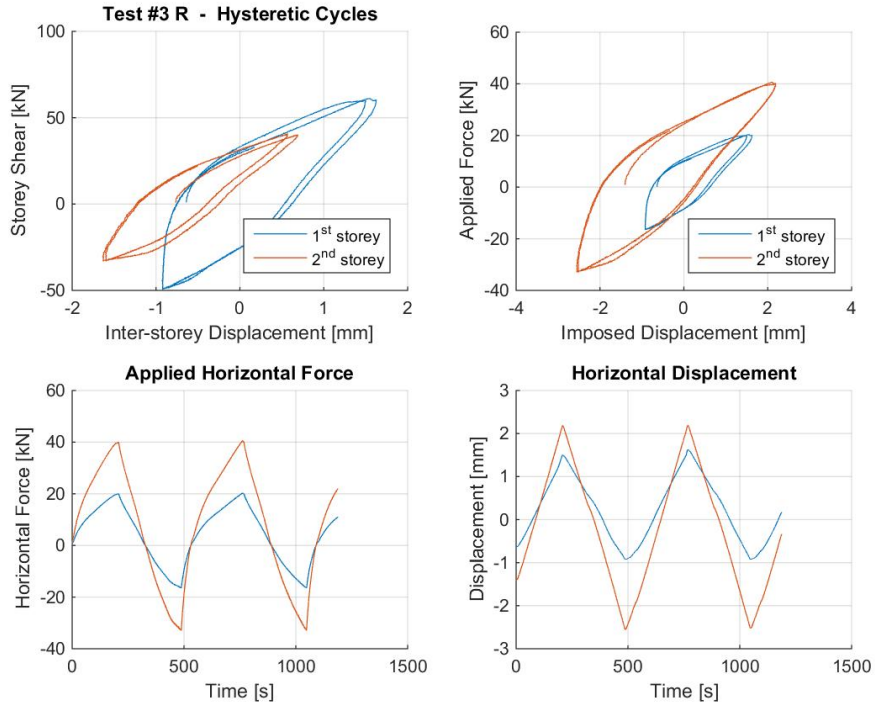 Test #3 R - Hysteretic Cycles
100
50
0
-50
-2
-1
0
1
2
Storey Shear [kN]
Inter-storey Displacement [mm]
1st storey
2nd storey
60
40
20
0
-20
-40
-4
-2
0
2
4
Applied Force [kN]
Imposed Displacement [mm]
1st storey
2nd storey
Applied Horizontal Force
60
40
20
0
-20
-40
0
500
1000
1500
Horizontal Force [kN]
Time [s]
Horizontal Displacement
3
2
1
0
-1
-2
-3
0
500
1000
1500
Displacement [mm]
Time [s]